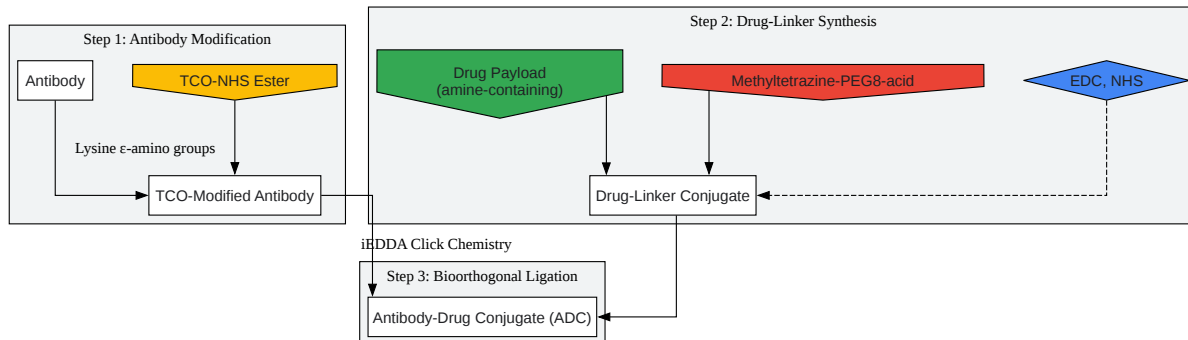 Step 1: Antibody Modification
Antibody
TCO-NHS Ester
Lysine ε-amino groups
TCO-Modified Antibody
Step 2: Drug-Linker Synthesis
Drug Payload
(amine-containing)
Methyltetrazine-PEG8-acid
EDC, NHS
Drug-Linker Conjugate
iEDDA Click Chemistry
Step 3: Bioorthogonal Ligation
Antibody-Drug Conjugate (ADC)